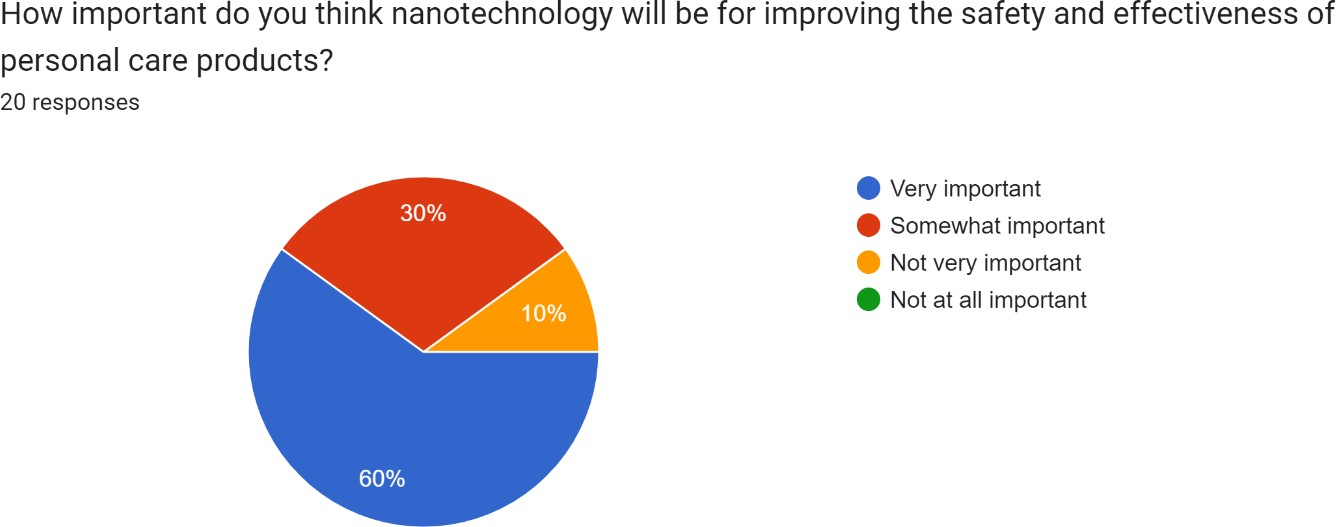 How important do you think nanotechnology will be for improving the safety and effectiveness of
personal care products?
20 responses
30%
10%
60%
Very important
Somewhat important
Not very important
Not at all important